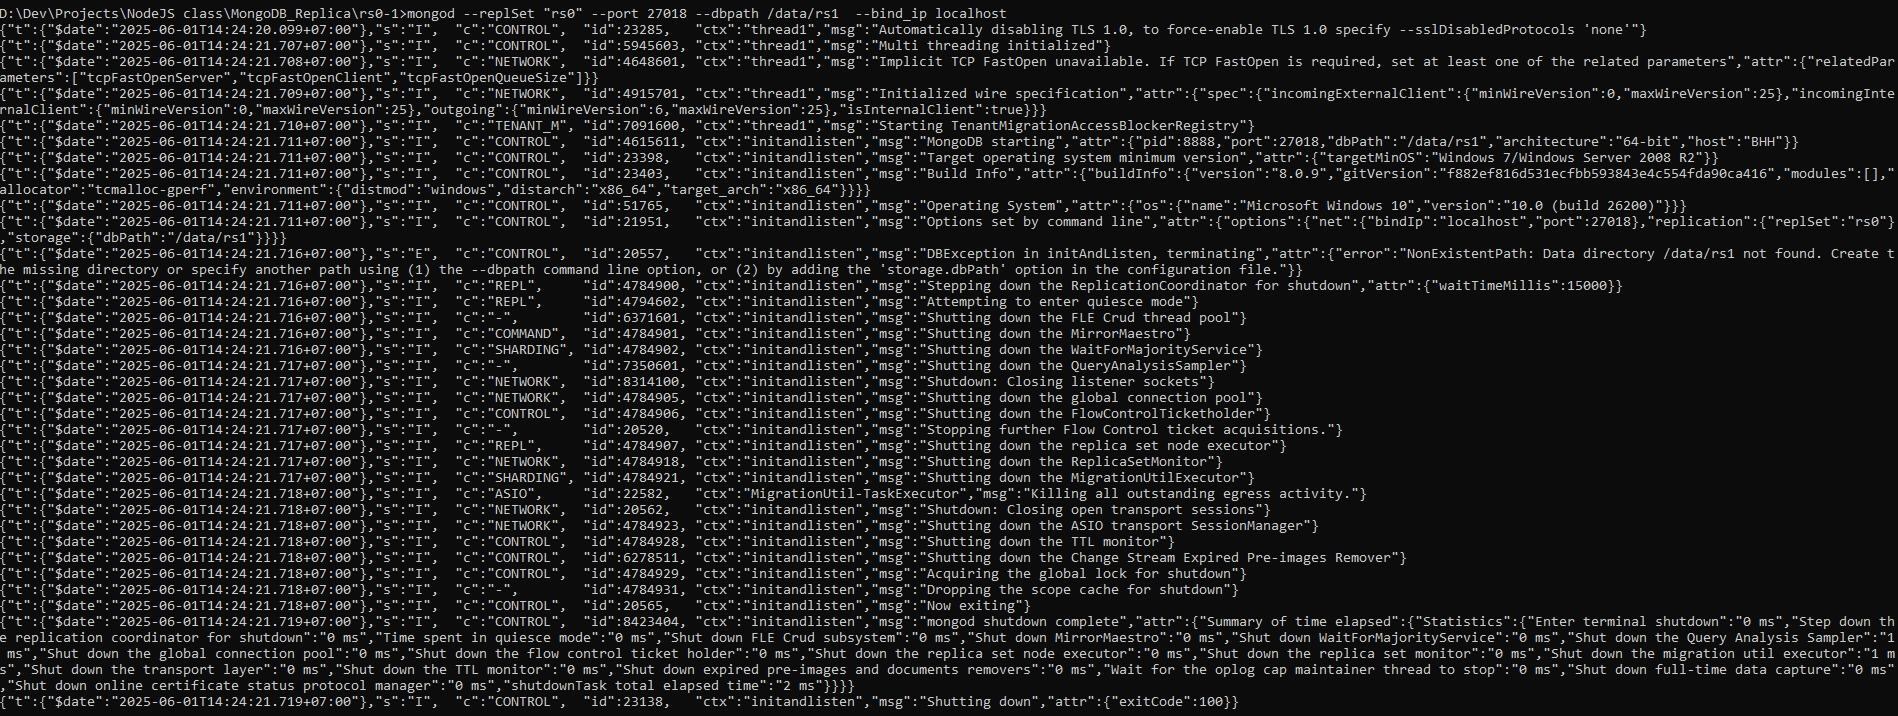 D:\Dev\Projects\NodeJS class\MongoDB_Replica\rs0-1>mongod --replSet "rs0" --port 27018 --dbpath /data/rs1  --bind_ip localhost
{"t":{"$date":"2025-06-01T14:24:20.099+07:00"},"s":"I",  "c":"CONTROL",  "id":23285,   "ctx":"thread1","msg":"Automatically disabling TLS 1.0, to force-enable TLS 1.0 specify --sslDisabledProtocols 'none'"}
{"t":{"$date":"2025-06-01T14:24:21.707+07:00"},"s":"I",  "c":"CONTROL",  "id":5945603, "ctx":"thread1","msg":"Multi threading initialized"}
{"t":{"$date":"2025-06-01T14:24:21.708+07:00"},"s":"I",  "c":"NETWORK",  "id":4648601, "ctx":"thread1","msg":"Implicit TCP FastOpen unavailable. If TCP FastOpen is required, set at least one of the related parameters","attr":{"relatedPar
ameters":["tcpFastOpenServer","tcpFastOpenClient","tcpFastOpenQueueSize"]}}
{"t":{"$date":"2025-06-01T14:24:21.709+07:00"},"s":"I",  "c":"NETWORK",  "id":4915701, "ctx":"thread1","msg":"Initialized wire specification","attr":{"spec":{"incomingExternalClient":{"minWireVersion":0,"maxWireVersion":25},"incomingInte
rnalClient":{"minWireVersion":0,"maxWireVersion":25},"outgoing":{"minWireVersion":6,"maxWireVersion":25},"isInternalClient":true}}}
{"t":{"$date":"2025-06-01T14:24:21.710+07:00"},"s":"I",  "c":"TENANT_M", "id":7091600, "ctx":"thread1","msg":"Starting TenantMigrationAccessBlockerRegistry"}
{"t":{"$date":"2025-06-01T14:24:21.711+07:00"},"s":"I",  "c":"CONTROL",  "id":4615611, "ctx":"initandlisten","msg":"MongoDB starting","attr":{"pid":8888,"port":27018,"dbPath":"/data/rs1","architecture":"64-bit","host":"BHH"}}
{"t":{"$date":"2025-06-01T14:24:21.711+07:00"},"s":"I",  "c":"CONTROL",  "id":23398,   "ctx":"initandlisten","msg":"Target operating system minimum version","attr":{"targetMinOS":"Windows 7/Windows Server 2008 R2"}}
{"t":{"$date":"2025-06-01T14:24:21.711+07:00"},"s":"I",  "c":"CONTROL",  "id":23403,   "ctx":"initandlisten","msg":"Build Info","attr":{"buildInfo":{"version":"8.0.9","gitVersion":"f882ef816d531ecfbb593843e4c554fda90ca416","modules":[],"
allocator":"tcmalloc-gperf","environment":{"distmod":"windows","distarch":"x86_64","target_arch":"x86_64"}}}}
{"t":{"$date":"2025-06-01T14:24:21.711+07:00"},"s":"I",  "c":"CONTROL",  "id":51765,   "ctx":"initandlisten","msg":"Operating System","attr":{"os":{"name":"Microsoft Windows 10","version":"10.0 (build 26200)"}}}
{"t":{"$date":"2025-06-01T14:24:21.711+07:00"},"s":"I",  "c":"CONTROL",  "id":21951,   "ctx":"initandlisten","msg":"Options set by command line","attr":{"options":{"net":{"bindIp":"localhost","port":27018},"replication":{"replSet":"rs0"}
,"storage":{"dbPath":"/data/rs1"}}}}
{"t":{"$date":"2025-06-01T14:24:21.716+07:00"},"s":"E",  "c":"CONTROL",  "id":20557,   "ctx":"initandlisten","msg":"DBException in initAndListen, terminating","attr":{"error":"NonExistentPath: Data directory /data/rs1 not found. Create t
he missing directory or specify another path using (1) the --dbpath command line option, or (2) by adding the 'storage.dbPath' option in the configuration file."}}
{"t":{"$date":"2025-06-01T14:24:21.716+07:00"},"s":"I",  "c":"REPL",     "id":4784900, "ctx":"initandlisten","msg":"Stepping down the ReplicationCoordinator for shutdown","attr":{"waitTimeMillis":15000}}
{"t":{"$date":"2025-06-01T14:24:21.716+07:00"},"s":"I",  "c":"REPL",     "id":4794602, "ctx":"initandlisten","msg":"Attempting to enter quiesce mode"}
{"t":{"$date":"2025-06-01T14:24:21.716+07:00"},"s":"I",  "c":"-",        "id":6371601, "ctx":"initandlisten","msg":"Shutting down the FLE Crud thread pool"}
{"t":{"$date":"2025-06-01T14:24:21.716+07:00"},"s":"I",  "c":"COMMAND",  "id":4784901, "ctx":"initandlisten","msg":"Shutting down the MirrorMaestro"}
{"t":{"$date":"2025-06-01T14:24:21.716+07:00"},"s":"I",  "c":"SHARDING", "id":4784902, "ctx":"initandlisten","msg":"Shutting down the WaitForMajorityService"}
{"t":{"$date":"2025-06-01T14:24:21.717+07:00"},"s":"I",  "c":"-",        "id":7350601, "ctx":"initandlisten","msg":"Shutting down the QueryAnalysisSampler"}
{"t":{"$date":"2025-06-01T14:24:21.717+07:00"},"s":"I",  "c":"NETWORK",  "id":8314100, "ctx":"initandlisten","msg":"Shutdown: Closing listener sockets"}
{"t":{"$date":"2025-06-01T14:24:21.717+07:00"},"s":"I",  "c":"NETWORK",  "id":4784905, "ctx":"initandlisten","msg":"Shutting down the global connection pool"}
{"t":{"$date":"2025-06-01T14:24:21.717+07:00"},"s":"I",  "c":"CONTROL",  "id":4784906, "ctx":"initandlisten","msg":"Shutting down the FlowControlTicketholder"}
{"t":{"$date":"2025-06-01T14:24:21.717+07:00"},"s":"I",  "c":"-",        "id":20520,   "ctx":"initandlisten","msg":"Stopping further Flow Control ticket acquisitions."}
{"t":{"$date":"2025-06-01T14:24:21.717+07:00"},"s":"I",  "c":"REPL",     "id":4784907, "ctx":"initandlisten","msg":"Shutting down the replica set node executor"}
{"t":{"$date":"2025-06-01T14:24:21.717+07:00"},"s":"I",  "c":"NETWORK",  "id":4784918, "ctx":"initandlisten","msg":"Shutting down the ReplicaSetMonitor"}
{"t":{"$date":"2025-06-01T14:24:21.717+07:00"},"s":"I",  "c":"SHARDING", "id":4784921, "ctx":"initandlisten","msg":"Shutting down the MigrationUtilExecutor"}
{"t":{"$date":"2025-06-01T14:24:21.718+07:00"},"s":"I",  "c":"ASIO",     "id":22582,   "ctx":"MigrationUtil-TaskExecutor","msg":"Killing all outstanding egress activity."}
{"t":{"$date":"2025-06-01T14:24:21.718+07:00"},"s":"I",  "c":"NETWORK",  "id":20562,   "ctx":"initandlisten","msg":"Shutdown: Closing open transport sessions"}
{"t":{"$date":"2025-06-01T14:24:21.718+07:00"},"s":"I",  "c":"NETWORK",  "id":4784923, "ctx":"initandlisten","msg":"Shutting down the ASIO transport SessionManager"}
{"t":{"$date":"2025-06-01T14:24:21.718+07:00"},"s":"I",  "c":"CONTROL",  "id":4784928, "ctx":"initandlisten","msg":"Shutting down the TTL monitor"}
{"t":{"$date":"2025-06-01T14:24:21.718+07:00"},"s":"I",  "c":"CONTROL",  "id":6278511, "ctx":"initandlisten","msg":"Shutting down the Change Stream Expired Pre-images Remover"}
{"t":{"$date":"2025-06-01T14:24:21.718+07:00"},"s":"I",  "c":"CONTROL",  "id":4784929, "ctx":"initandlisten","msg":"Acquiring the global lock for shutdown"}
{"t":{"$date":"2025-06-01T14:24:21.718+07:00"},"s":"I",  "c":"-",        "id":4784931, "ctx":"initandlisten","msg":"Dropping the scope cache for shutdown"}
{"t":{"$date":"2025-06-01T14:24:21.718+07:00"},"s":"I",  "c":"CONTROL",  "id":20565,   "ctx":"initandlisten","msg":"Now exiting"}
{"t":{"$date":"2025-06-01T14:24:21.719+07:00"},"s":"I",  "c":"CONTROL",  "id":8423404, "ctx":"initandlisten","msg":"mongod shutdown complete","attr":{"Summary of time elapsed":{"Statistics":{"Enter terminal shutdown":"0 ms","Step down th
e replication coordinator for shutdown":"0 ms","Time spent in quiesce mode":"0 ms","Shut down FLE Crud subsystem":"0 ms","Shut down MirrorMaestro":"0 ms","Shut down WaitForMajorityService":"0 ms","Shut down the Query Analysis Sampler":"1
 ms","Shut down the global connection pool":"0 ms","Shut down the flow control ticket holder":"0 ms","Shut down the replica set node executor":"0 ms","Shut down the replica set monitor":"0 ms","Shut down the migration util executor":"1 m
s","Shut down the transport layer":"0 ms","Shut down the TTL monitor":"0 ms","Shut down expired pre-images and documents removers":"0 ms","Wait for the oplog cap maintainer thread to stop":"0 ms","Shut down full-time data capture":"0 ms"
,"Shut down online certificate status protocol manager":"0 ms","shutdownTask total elapsed time":"2 ms"}}}}
{"t":{"$date":"2025-06-01T14:24:21.719+07:00"},"s":"I",  "c":"CONTROL",  "id":23138,   "ctx":"initandlisten","msg":"Shutting down","attr":{"exitCode":100}}